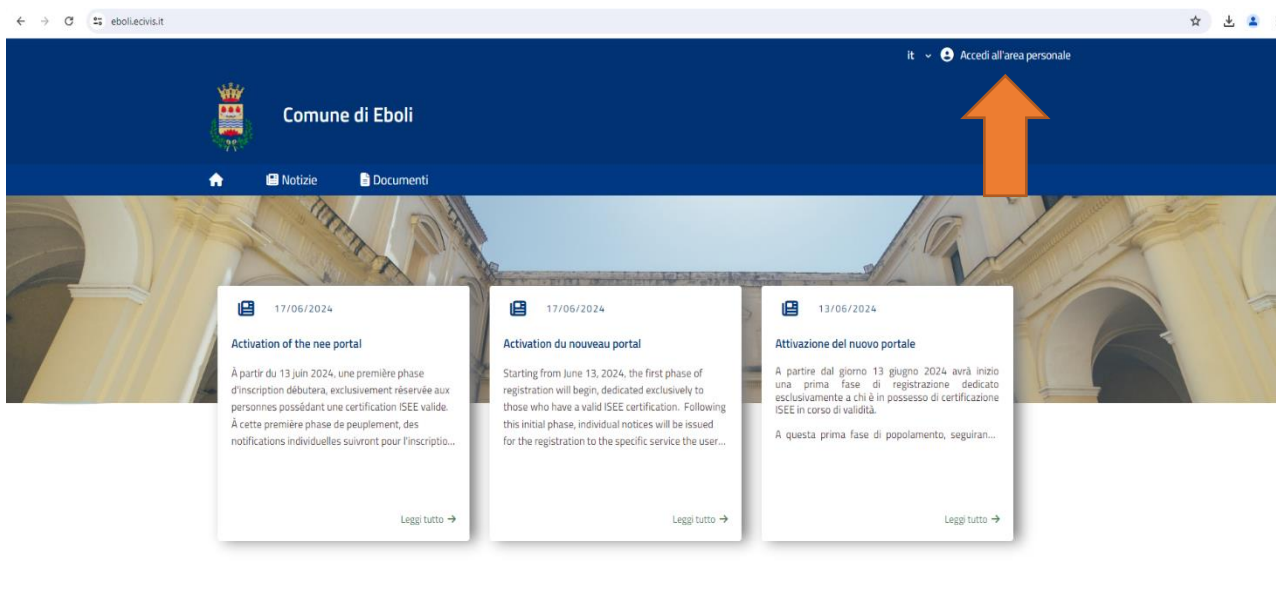 eboli.ecivis.it
it Accedi all'area personale
Comune di Eboli
Notizie Documenti
17/06/2024
Activation of the nee portal
À partir du 13 juin 2024, une première phase
d'inscription débutera, exclusivement réservée aux
personnes possédant une certification ISEE valide.
À cette première phase de peuplement, des
notifications individuelles suivront pour l'inscriptio...
Leggi tutto →
17/06/2024
Activation du nouveau portal
Starting from June 13, 2024, the first phase of
registration will begin, dedicated exclusively to
those who have a valid ISEE certification. Following
this initial phase, individual notices will be issued
for the registration to the specific service the user...
Leggi tutto →
13/06/2024
Attivazione del nuovo portale
A partire dal giorno 13 giugno 2024 avrà inizio
una prima fase di registrazione dedicato
esclusivamente a chi è in possesso di certificazione
ISEE in corso di validità.
A questa prima fase di popolamento, seguiran...
Leggi tutto →